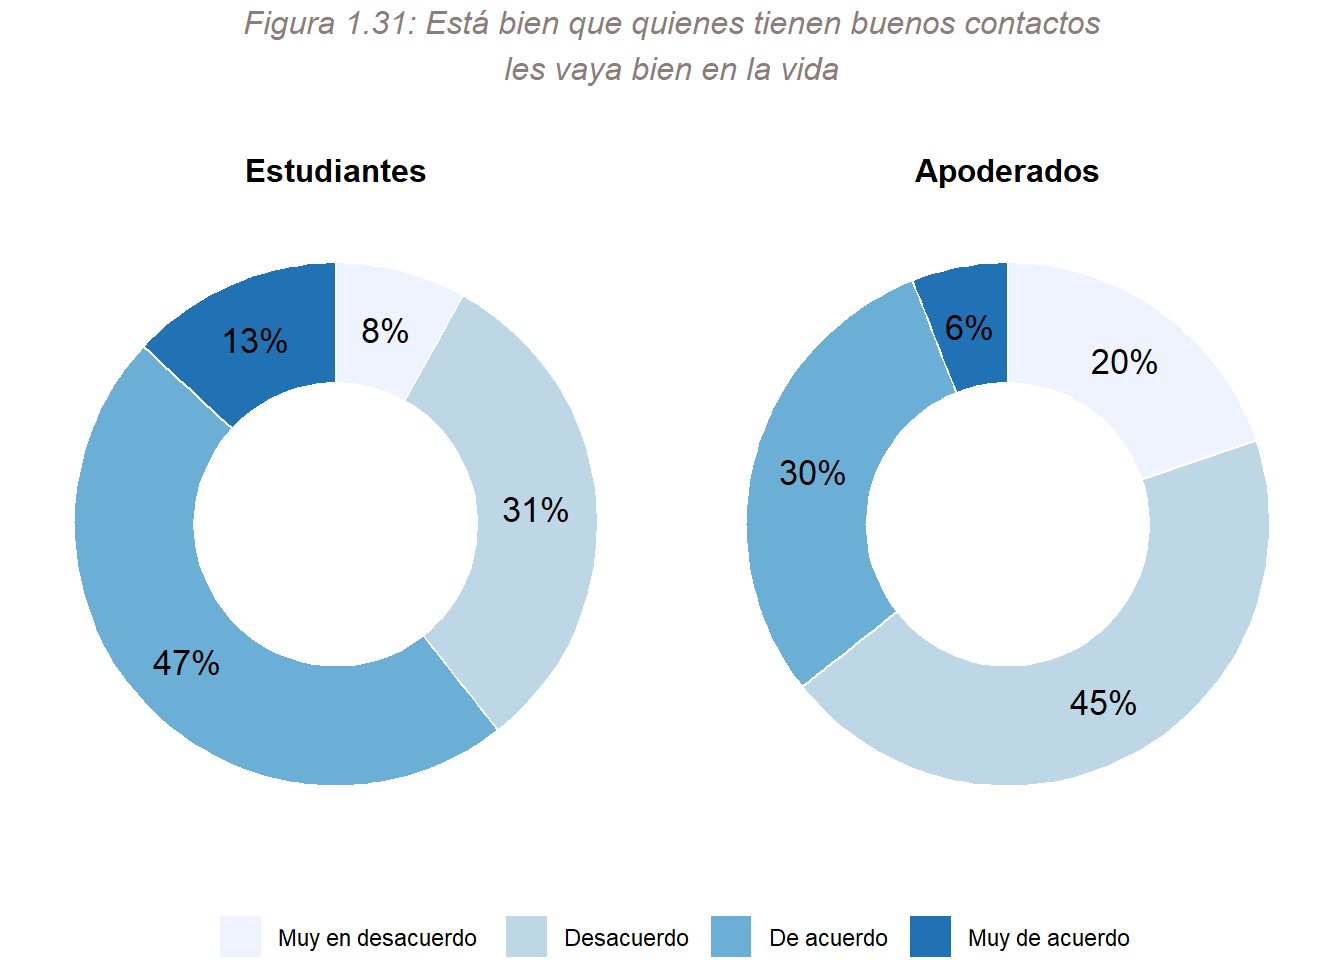 Figura 1.31: Está bien que quienes tienen buenos contactos
les vaya bien en la vida
Estudiantes
Apoderados
8%
31%
47%
13%
20%
45%
30%
6%
Muy en desacuerdo
Desacuerdo
De acuerdo
Muy de acuerdo